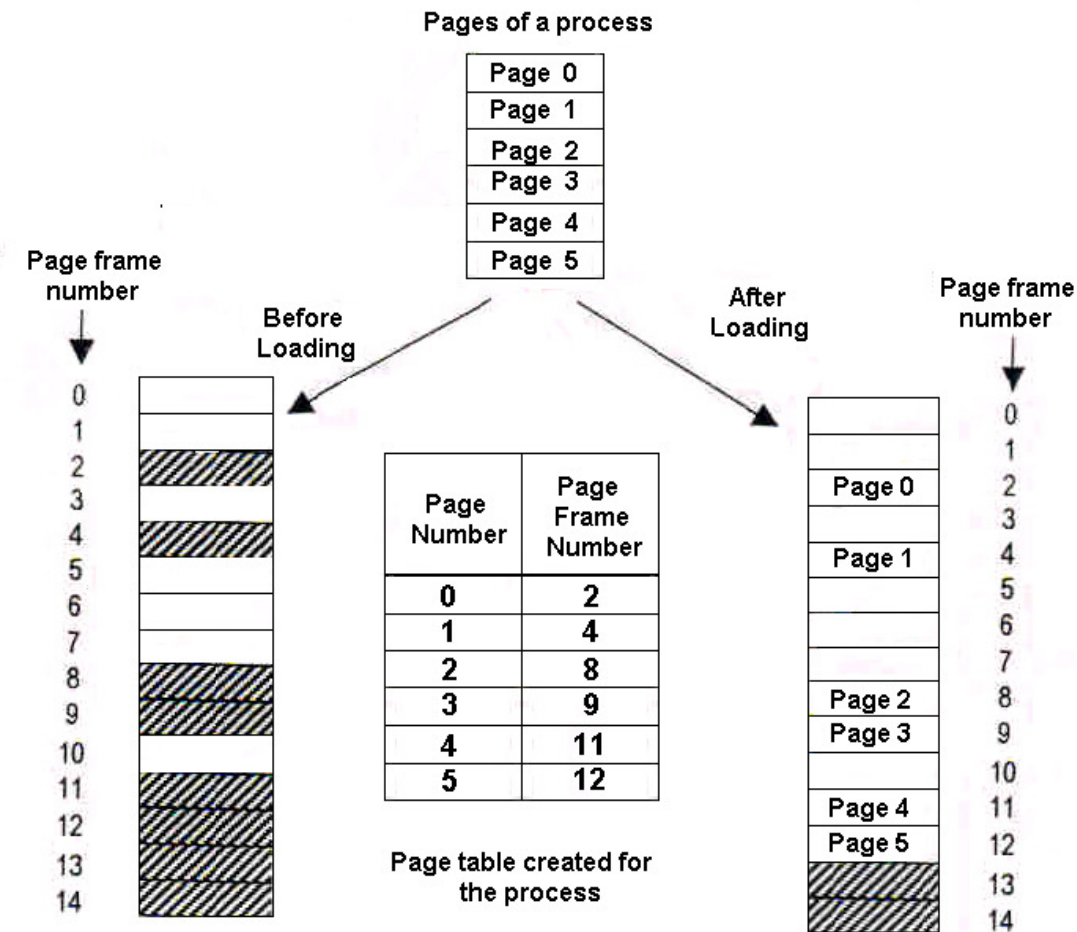 Pages of a process
Page 0
Page 1
Page 2
Page 3
Page 4
Page 5
Page frame
number
Before
Loading
After
Loading
Page frame
number
0
1
2
3
4
5
6
7
8
9
10
11
12
13
14
Page
Number
Page
Frame
Number
0 2
1 4
2 8
3 9
4 11
5 12
Page table created for
the process
0
1
Page 0 2
3
Page 1 4
5
6
7
Page 2 8
Page 3 9
10
Page 4 11
Page 5 12
13
14